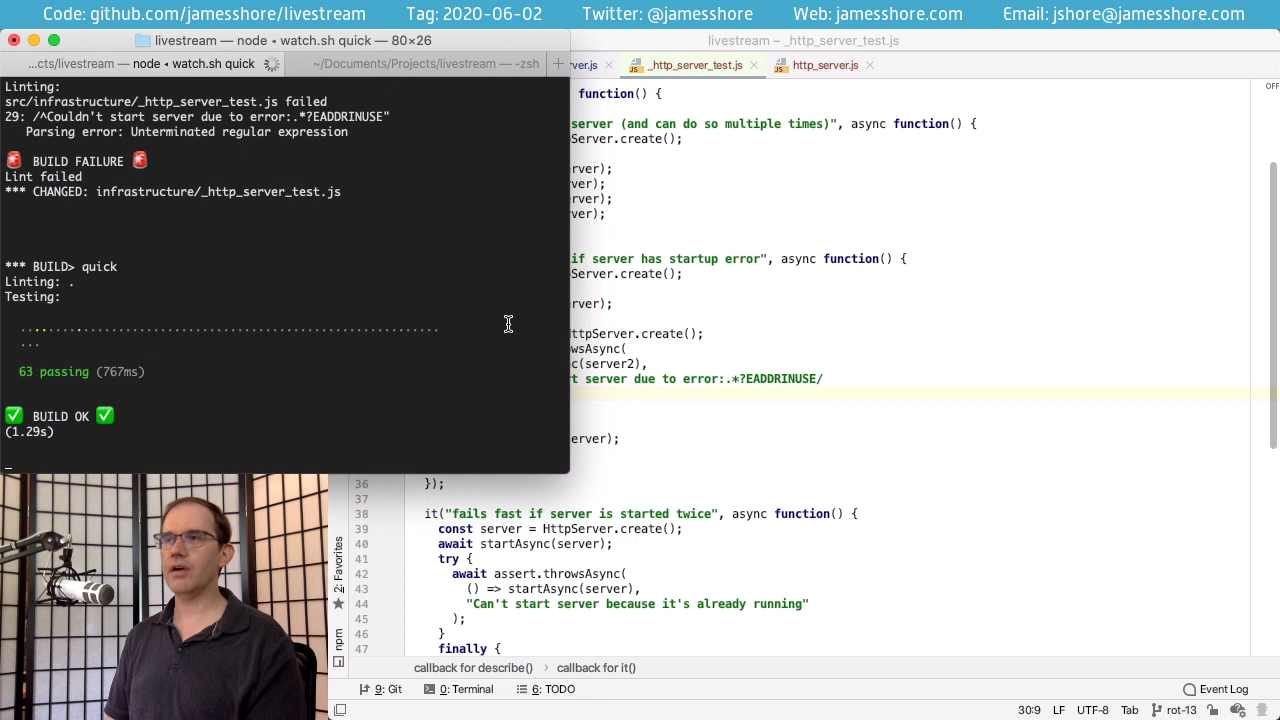 Code: github.com/jamesshore/livestream Tag: 2020-06-02 Twitter: @jamesshore Web: jamesshore.com Email: jshore@jamesshore.com
livestream — node ◂ watch.sh quick — 80×26
...cts/livestream — node ◂ watch.sh quick
~/Documents/Projects/livestream — -zsh
Linting:
src/infrastructure/_http_server_test.js failed
29: /^Couldn't start server due to error:.*?EADDRINUSE"
Parsing error: Unterminated regular expression
BUILD FAILURE
Lint failed
*** CHANGED: infrastructure/_http_server_test.js
*** BUILD> quick
Linting: .
Testing:
............................................................
...
63 passing (767ms)
BUILD OK
(1.29s)
livestream – _http_server_test.js
rver.js
_http_server_test.js
http_server.js
OFF
function() {
server (and can do so multiple times)", async function() {
Server.create();
rver);
ver);
rver);
ver);
if server has startup error", async function() {
Server.create();
rver);
ttpServer.create();
owsAsync(
nc(server2),
rt server due to error:.*?EADDRINUSE/
erver);
36 });
37
38 it("fails fast if server is started twice", async function() {
39 const server = HttpServer.create();
40 await startAsync(server);
41 try {
42 await assert.throwsAsync(
43 () => startAsync(server),
44 "Can't start server because it's already running"
45 );
46 }
47 finally {
2: Favorites
npm
callback for describe() › callback for it()
9: Git 0: Terminal 6: TODO Event Log
30:9 LF UTF-8 Tab rot-13